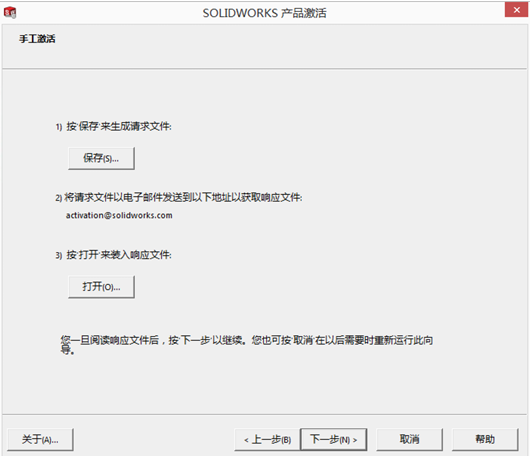 SOLIDWORKS 产品激活
手工激活
1) 按'保存'来生成请求文件:
保存(S)...
2) 将请求文件以电子邮件发送到以下地址以获取响应文件:
activation@solidworks.com
3) 按'打开'来装入响应文件:
打开(O)...
您一旦阅读响应文件后，按'下一步'以继续。您也可按'取消'在以后需要时重新运行此向
导。
关于(A)...
< 上一步(B)
下一步(N) >
取消
帮助